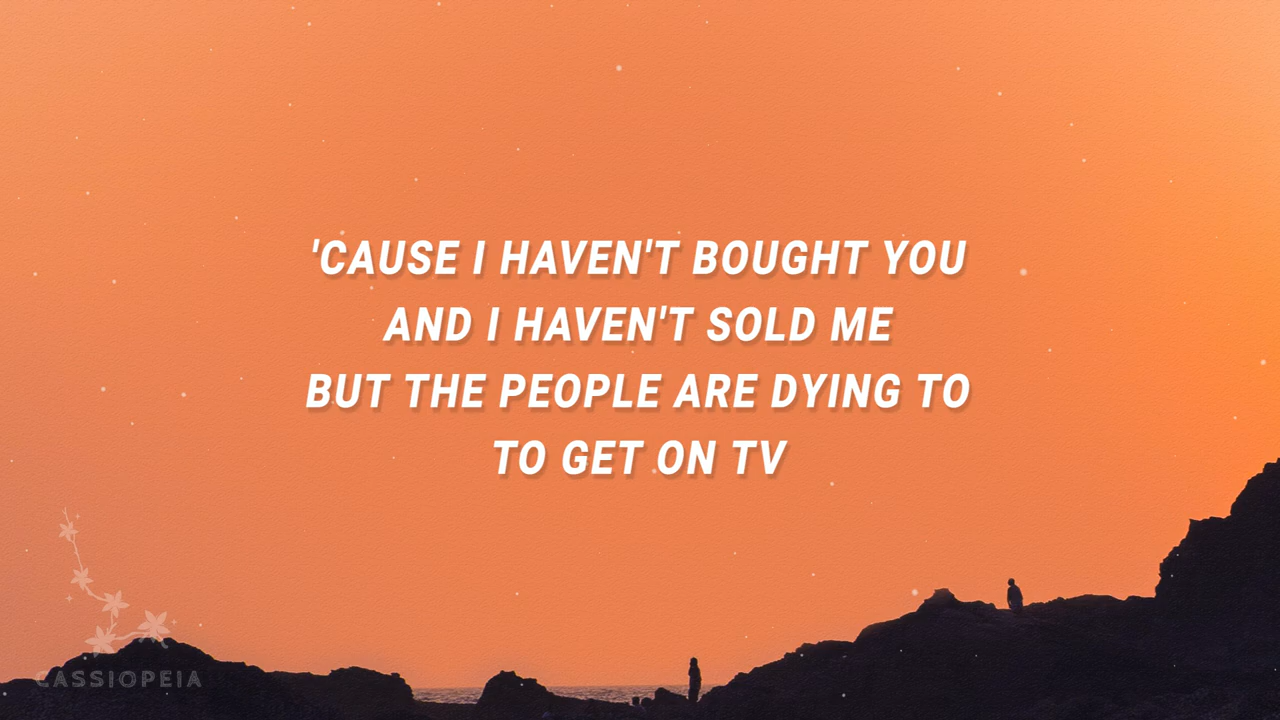 'CAUSE I HAVEN'T BOUGHT YOU
AND I HAVEN'T SOLD ME
BUT THE PEOPLE ARE DYING TO
TO GET ON TV
CASSIOPEIA